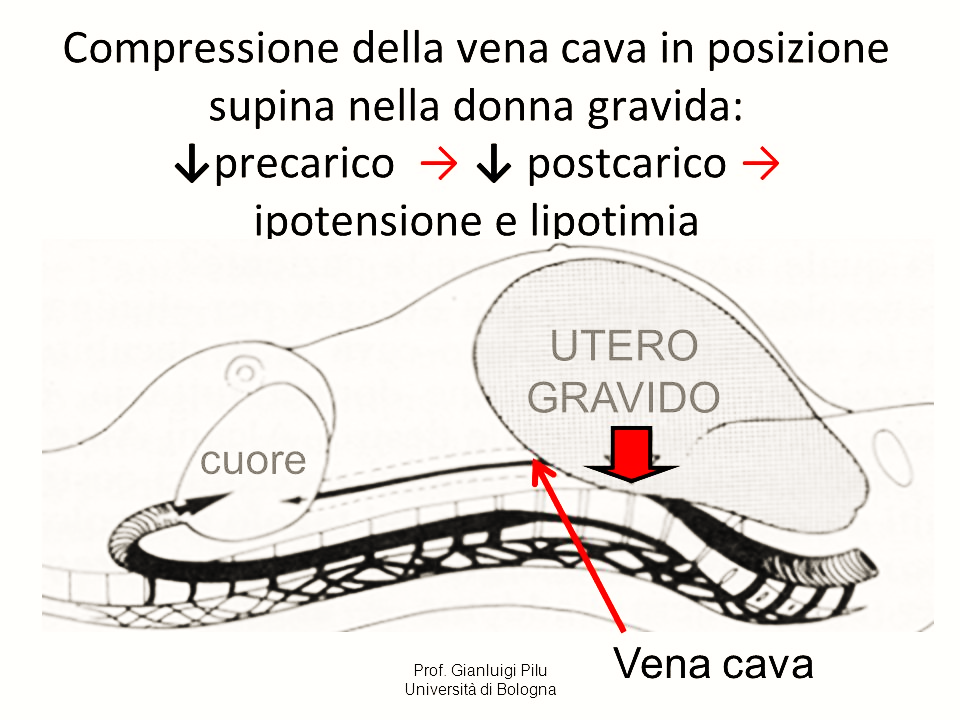 Compressione della vena cava in posizione
supina nella donna gravida:
↓precarico → ↓ postcarico →
ipotensione e lipotimia
UTERO
GRAVIDO
cuore
Vena cava
Prof. Gianluigi Pilu
Università di Bologna